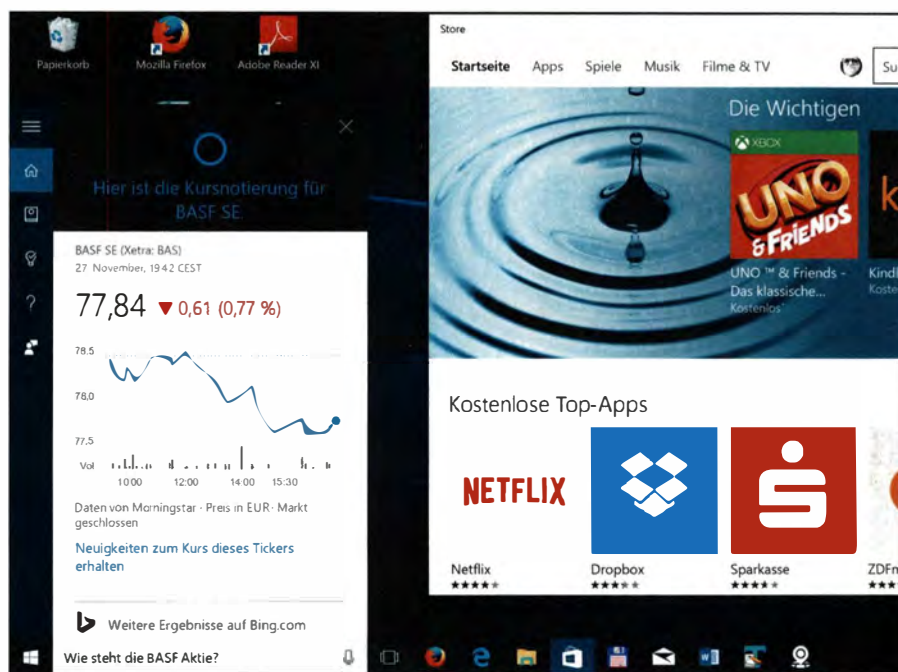 Papierkorb
Mozilla Firefox
Adobe Reader XI
Hier ist die Kursnotierung für
BASF SE.
BASF SE (Xetra: BAS)
27 November, 19 42 CEST
77,84 ▼ 0,61 (0,77 %)
78.5
78,0
77,5
Vol
10:00 12:00 14 00 15:30
Daten von Morningstar · Preis in EUR · Markt
geschlossen
Neuigkeiten zum Kurs dieses Tickers
erhalten
Weitere Ergebnisse auf Bing.com
Wie steht die BASF Aktie?
Store
Startseite Apps Spiele Musik Filme & TV
Su
Die Wichtigen
XBOX
UNO
& FRIENDS
UNO ™ & Friends -
Das klassische...
Kostenlos*
k
Kindl
Koste
Kostenlose Top-Apps
NETFLIX
Netflix
Dropbox
Sparkasse
ZDFm